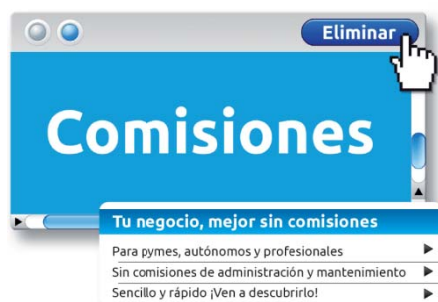 Eliminar
Comisiones
Tu negocio, mejor sin comisiones
Para pymes, autónomos y profesionales
Sin comisiones de administración y mantenimiento
Sencillo y rápido ¡Ven a descubrirlo!